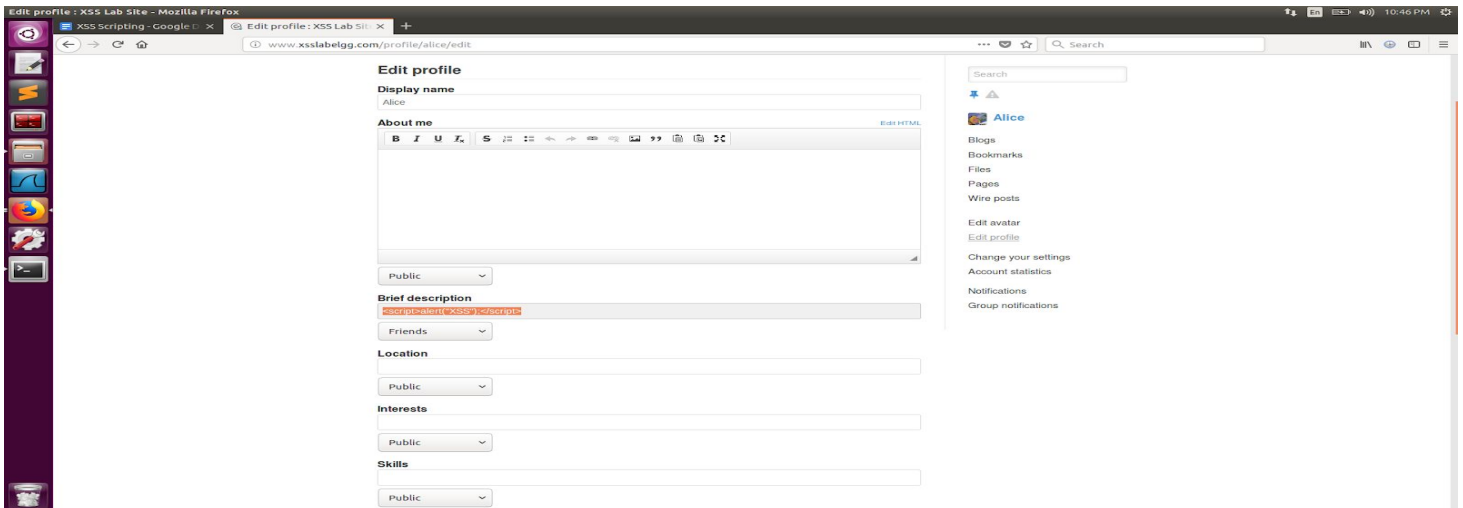 Edit profile : XSS Lab Site - Mozilla Firefox
En 10:46 PM
XSS Scripting - Google D
Edit profile : XSS Lab Sit
www.xsslabelgg.com/profile/alice/edit
Search
Edit profile
Display name
Alice
About me
Edit HTML
B I U Tx S
Public
Brief description
<script>alert("XSS");</script>
Friends
Location
Public
Interests
Public
Skills
Public
Search
Alice
Blogs
Bookmarks
Files
Pages
Wire posts
Edit avatar
Edit profile
Change your settings
Account statistics
Notifications
Group notifications